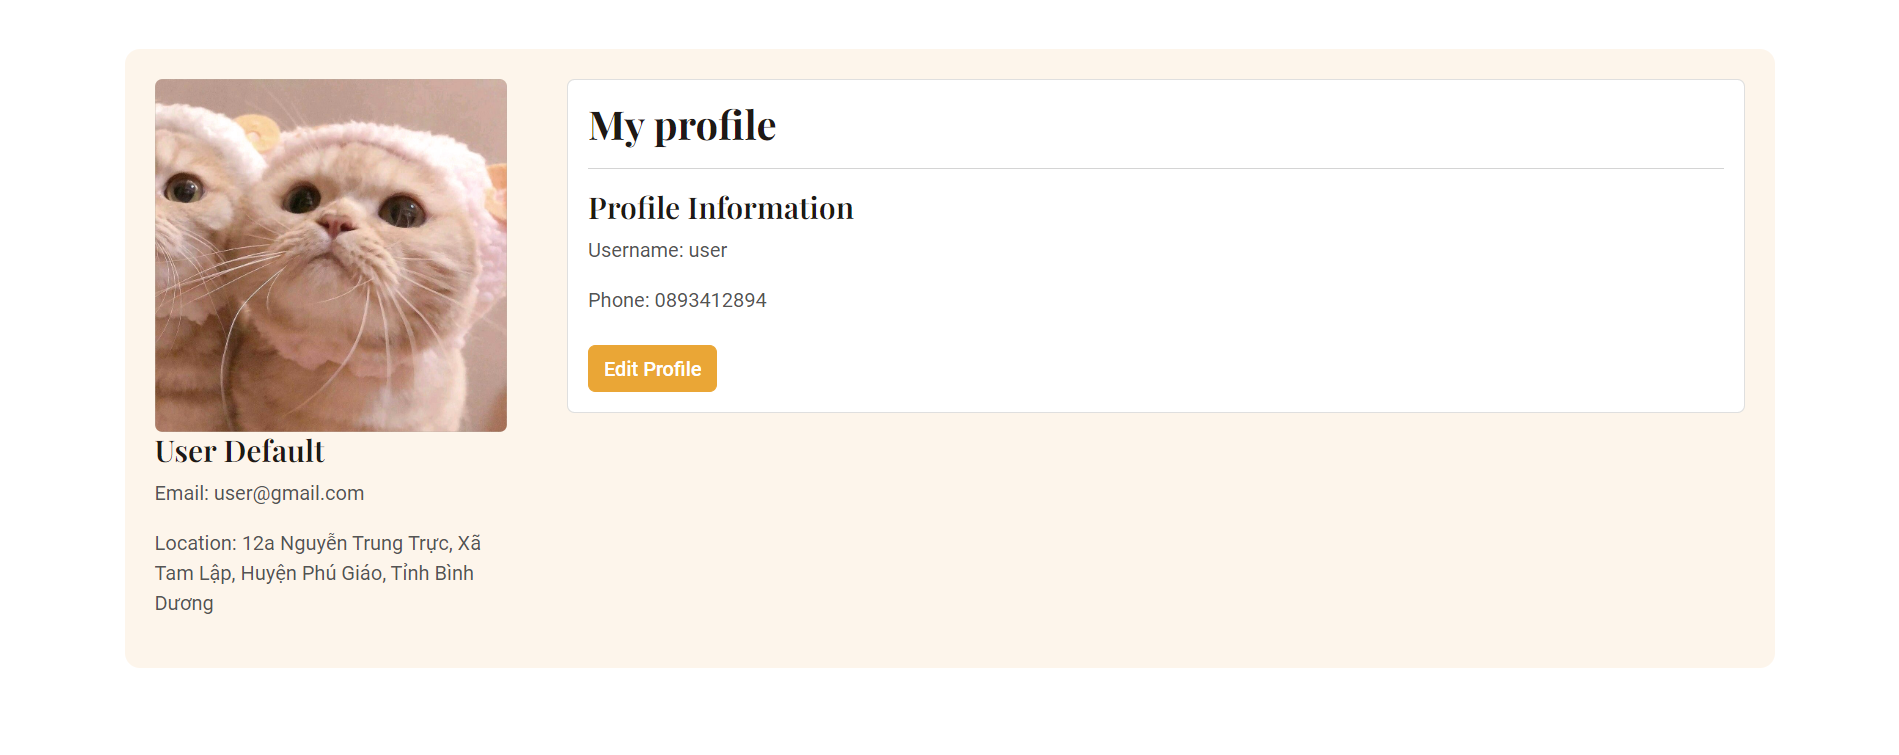 User Default
Email: user@gmail.com
Location: 12a Nguyễn Trung Trực, Xã
Tam Lập, Huyện Phú Giáo, Tỉnh Bình
Dương
My profile
Profile Information
Username: user
Phone: 0893412894
Edit Profile